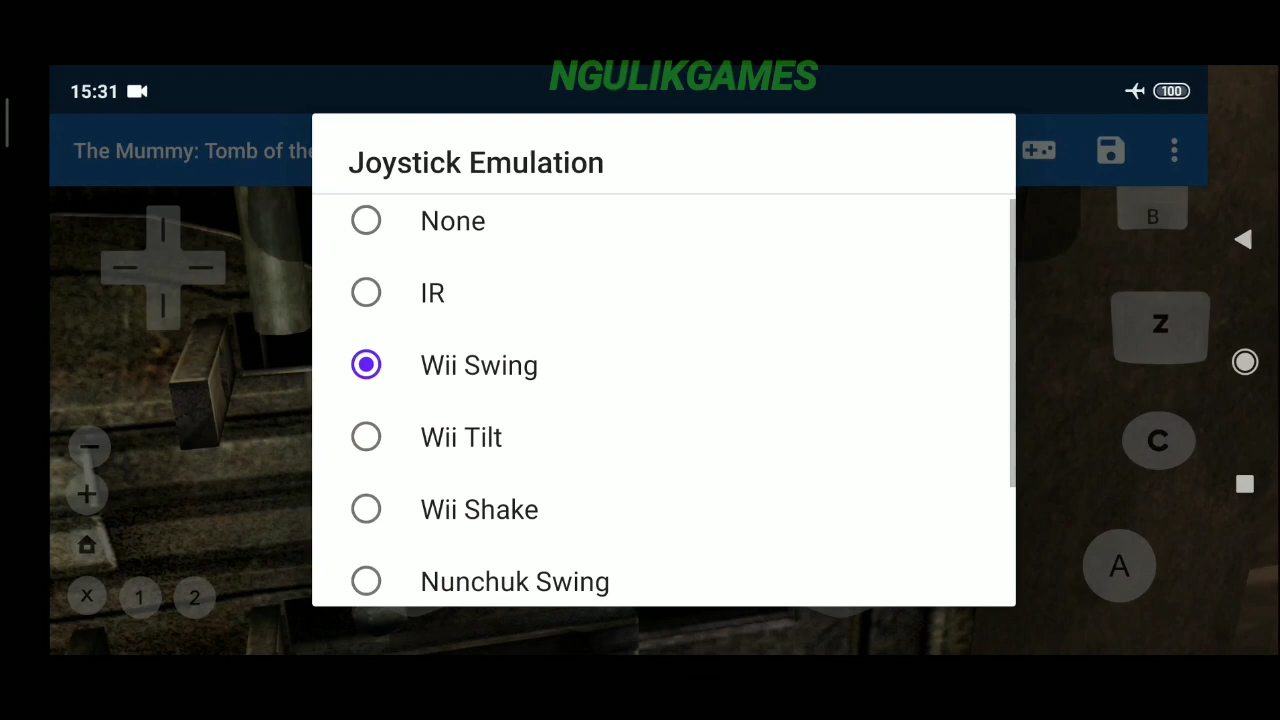 NGULIKGAMES
15:31
100
The Mummy: Tomb of the
Joystick Emulation
None
IR
Wii Swing
Wii Tilt
Wii Shake
Nunchuk Swing
B
Z
C
A
X
1
2